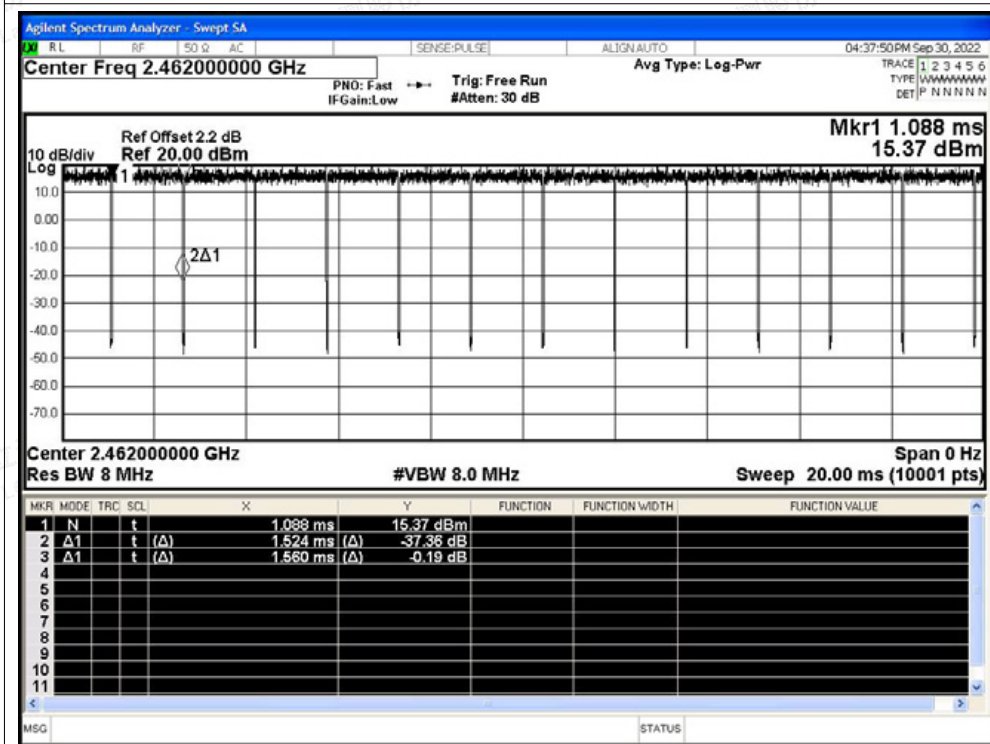 Agilent Spectrum Analyzer - Swept SA
LXI RL RF 50 Ω AC SENSE:PULSE ALIGN AUTO 04:37:50 PM Sep 30, 2022
Center Freq 2.462000000 GHz
PNO: Fast
IFGain:Low
Trig: Free Run
#Atten: 30 dB
Avg Type: Log-Pwr
TRACE 1 2 3 4 5 6
TYPE WWWWWWW
DET P N N N N N
Mkr1 1.088 ms
15.37 dBm
Ref Offset 2.2 dB
10 dB/div Ref 20.00 dBm
Log
1
10.0
0.00
-10.0
2Δ1
-20.0
-30.0
-40.0
-50.0
-60.0
-70.0
Center 2.462000000 GHz Span 0 Hz
Res BW 8 MHz #VBW 8.0 MHz Sweep 20.00 ms (10001 pts)
MKR MODE TRC SCL X Y FUNCTION FUNCTION WIDTH FUNCTION VALUE
1 N t 1.088 ms 15.37 dBm
2 Δ1 t (Δ) 1.524 ms (Δ) -37.36 dB
3 Δ1 t (Δ) 1.560 ms (Δ) -0.19 dB
4
5
6
7
8
9
10
11
MSG STATUS